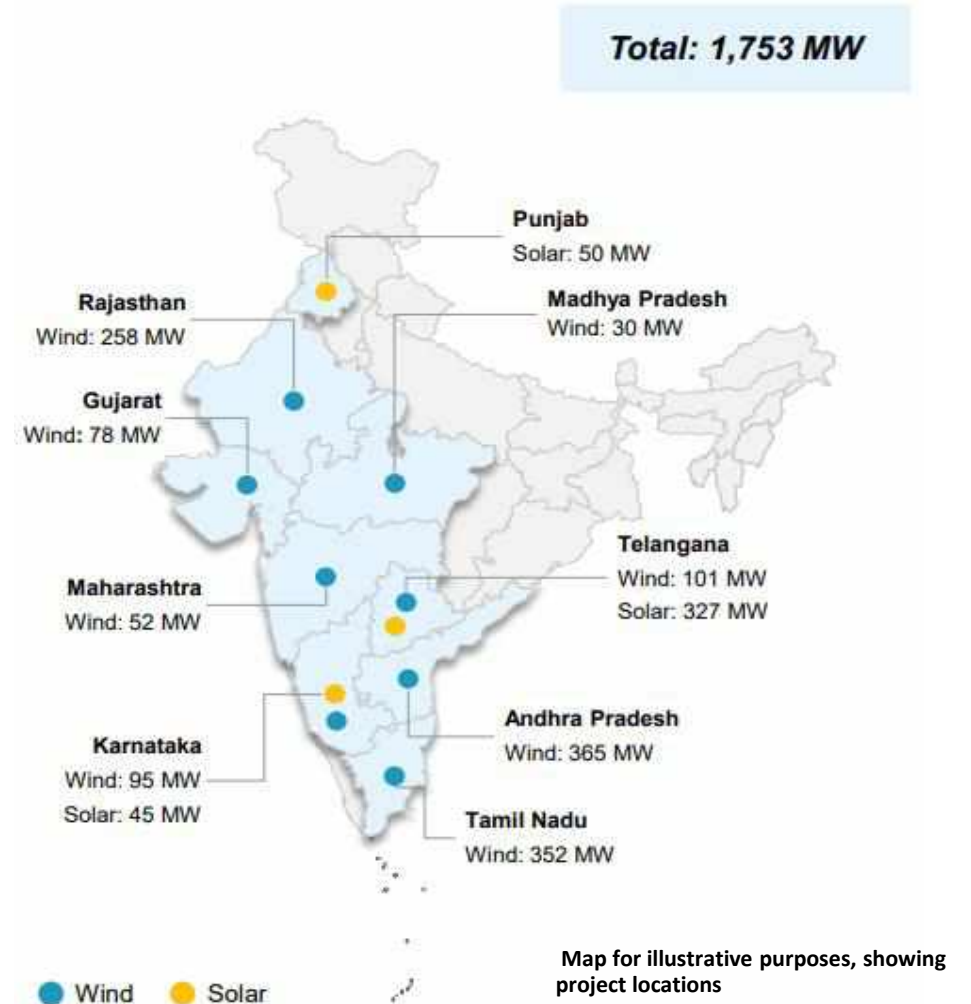 Total: 1,753 MW
Punjab
Solar: 50 MW
Rajasthan
Wind: 258 MW
Madhya Pradesh
Wind: 30 MW
Gujarat
Wind: 78 MW
Telangana
Wind: 101 MW
Solar: 327 MW
Maharashtra
Wind: 52 MW
Andhra Pradesh
Wind: 365 MW
Karnataka
Wind: 95 MW
Solar: 45 MW
Tamil Nadu
Wind: 352 MW
Map for illustrative purposes, showing
project locations
Wind Solar